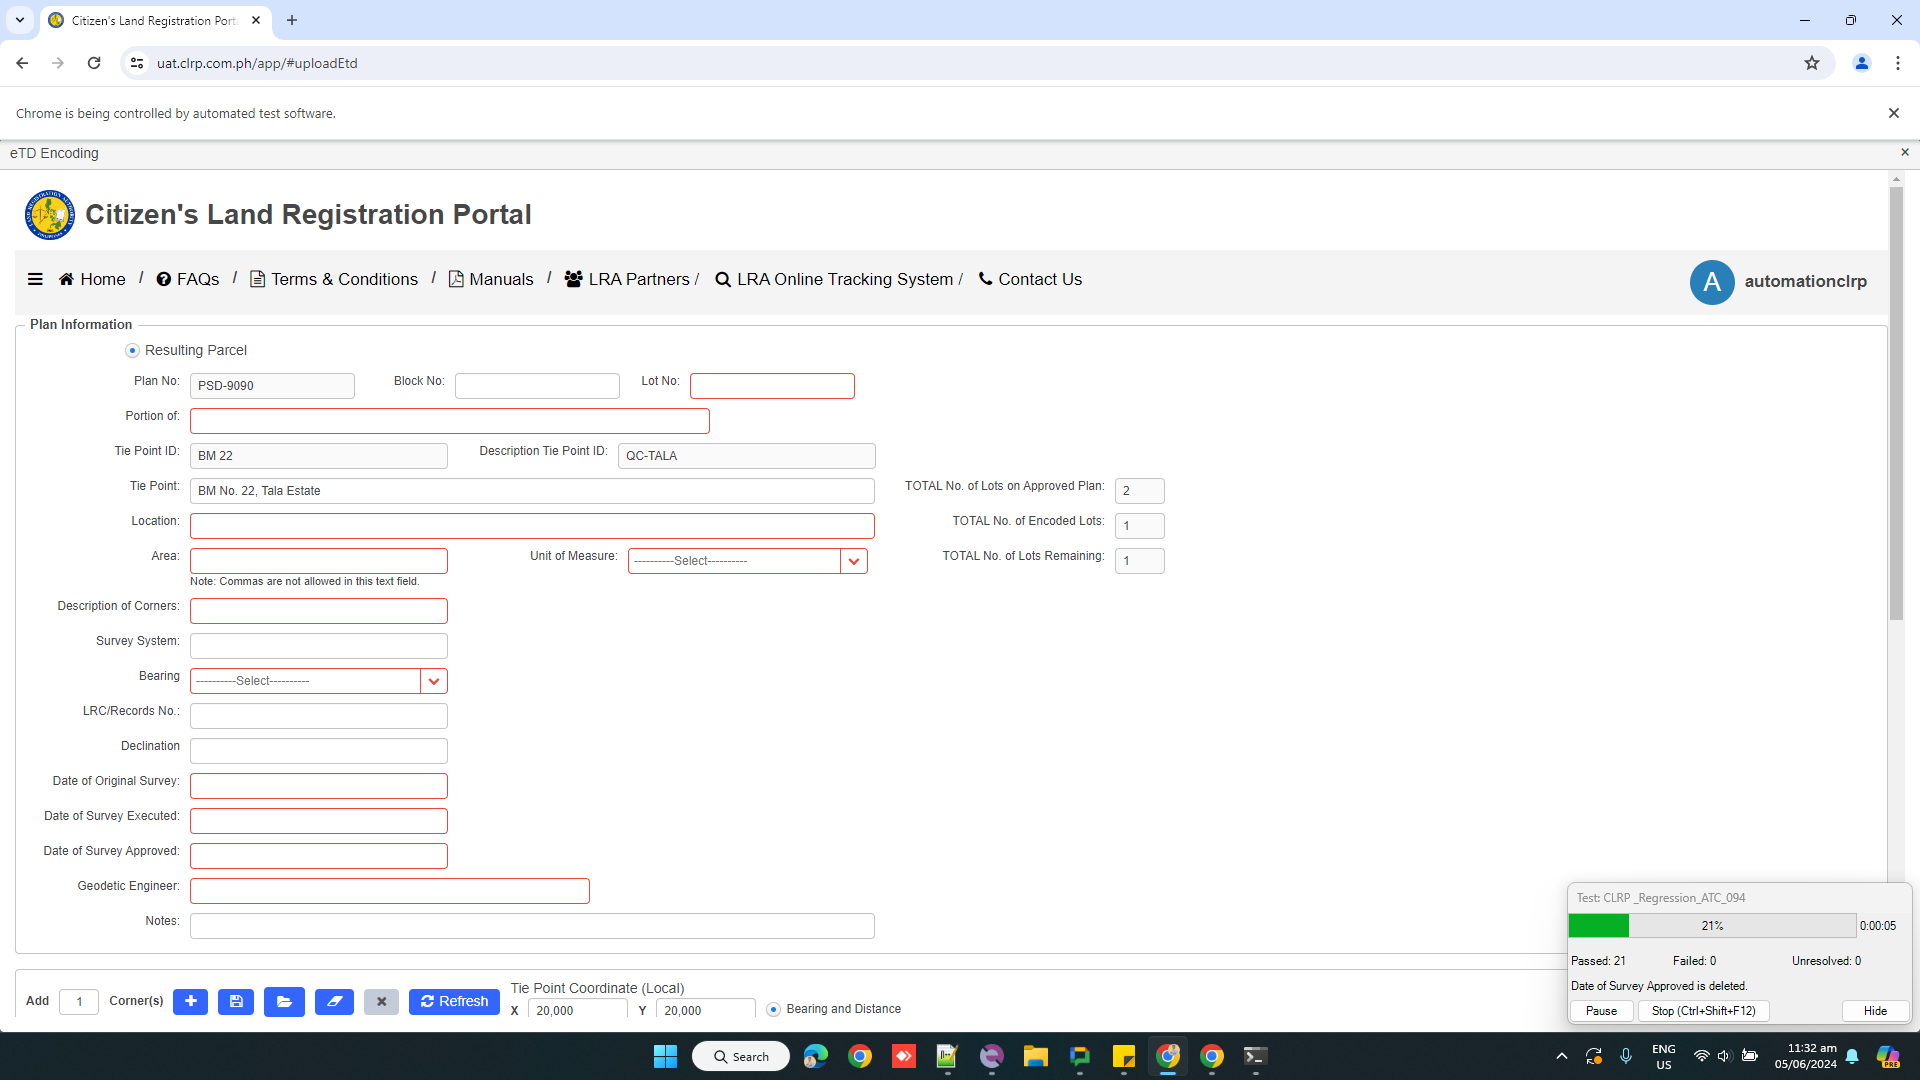 Citizen's Land Registration Porta
uat.clrp.com.ph/app/#uploadEtd
Chrome is being controlled by automated test software.
eTD Encoding
Citizen's Land Registration Portal
Home / FAQs / Terms & Conditions / Manuals / LRA Partners / LRA Online Tracking System / Contact Us
A automationclrp
Plan Information
Resulting Parcel
Plan No: PSD-9090 Block No: Lot No:
Portion of:
Tie Point ID: BM 22 Description Tie Point ID: QC-TALA
Tie Point: BM No. 22, Tala Estate TOTAL No. of Lots on Approved Plan: 2
Location: TOTAL No. of Encoded Lots: 1
Area: Unit of Measure: ----------Select---------- TOTAL No. of Lots Remaining: 1
Note: Commas are not allowed in this text field.
Description of Corners:
Survey System:
Bearing ----------Select----------
LRC/Records No.:
Declination
Date of Original Survey:
Date of Survey Executed:
Date of Survey Approved:
Geodetic Engineer:
Notes:
Add 1 Corner(s) Refresh
Tie Point Coordinate (Local)
X 20,000 Y 20,000 Bearing and Distance
Test: CLRP _Regression_ATC_094
21% 0:00:05
Passed: 21 Failed: 0 Unresolved: 0
Date of Survey Approved is deleted.
Pause Stop (Ctrl+Shift+F12) Hide
Search
ENG
US
11:32 am
05/06/2024
PRE